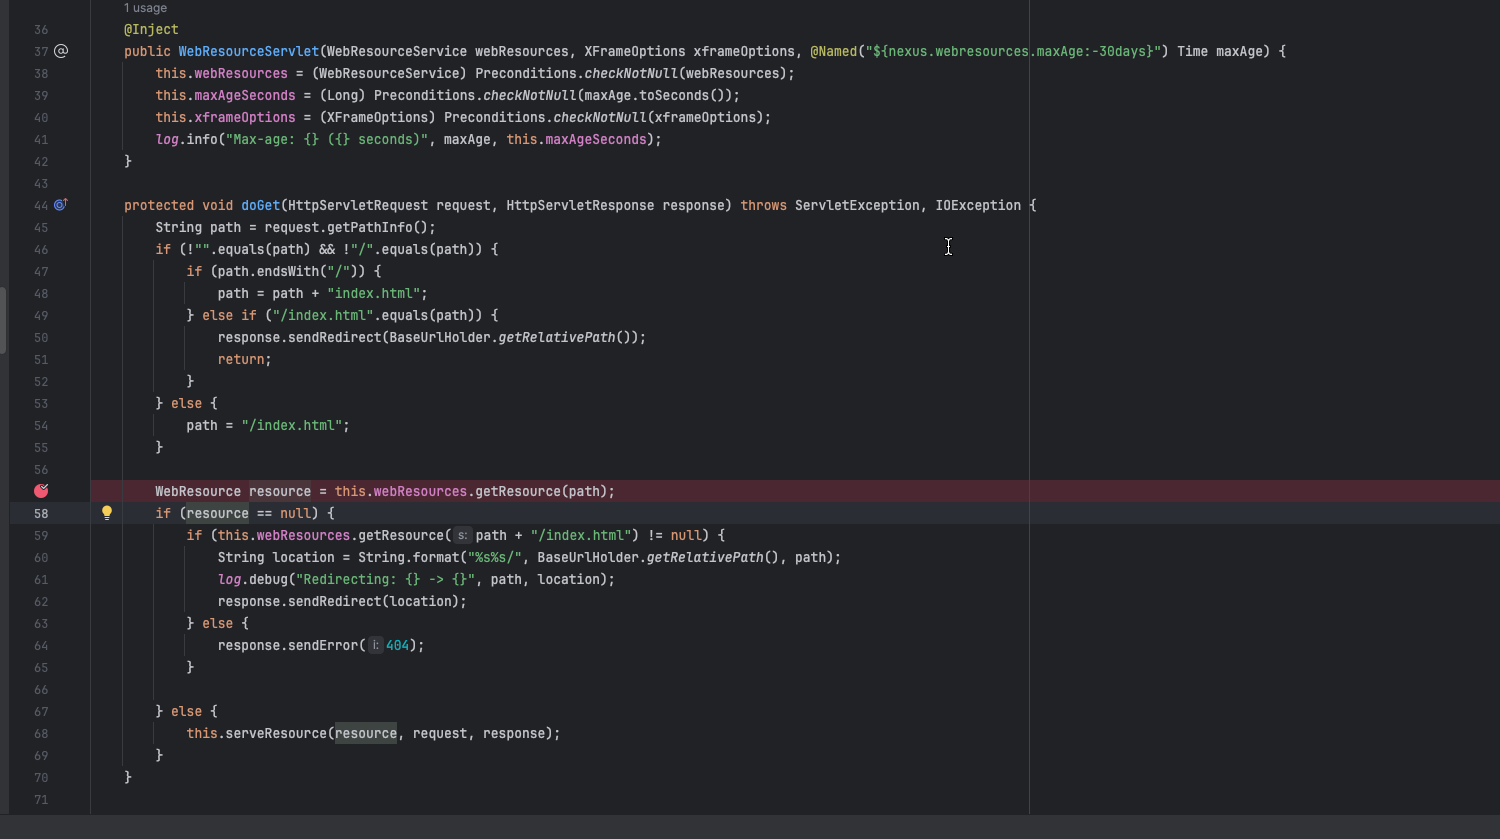 1 usage
36 @Inject
37 public WebResourceServlet(WebResourceService webResources, XFrameOptions xframeOptions, @Named("${nexus.webresources.maxAge:-30days}") Time maxAge) {
38 this.webResources = (WebResourceService) Preconditions.checkNotNull(webResources);
39 this.maxAgeSeconds = (Long) Preconditions.checkNotNull(maxAge.toSeconds());
40 this.xframeOptions = (XFrameOptions) Preconditions.checkNotNull(xframeOptions);
41 log.info("Max-age: {} ({} seconds)", maxAge, this.maxAgeSeconds);
42 }
43
44 protected void doGet(HttpServletRequest request, HttpServletResponse response) throws ServletException, IOException {
45 String path = request.getPathInfo();
46 if (!"".equals(path) && !"/".equals(path)) {
47 if (path.endsWith("/")) {
48 path = path + "index.html";
49 } else if ("/index.html".equals(path)) {
50 response.sendRedirect(BaseUrlHolder.getRelativePath());
51 return;
52 }
53 } else {
54 path = "/index.html";
55 }
56
WebResource resource = this.webResources.getResource(path);
58 if (resource == null) {
59 if (this.webResources.getResource( s: path + "/index.html") != null) {
60 String location = String.format("%s%s/", BaseUrlHolder.getRelativePath(), path);
61 log.debug("Redirecting: {} -> {}", path, location);
62 response.sendRedirect(location);
63 } else {
64 response.sendError( i: 404);
65 }
66
67 } else {
68 this.serveResource(resource, request, response);
69 }
70 }
71